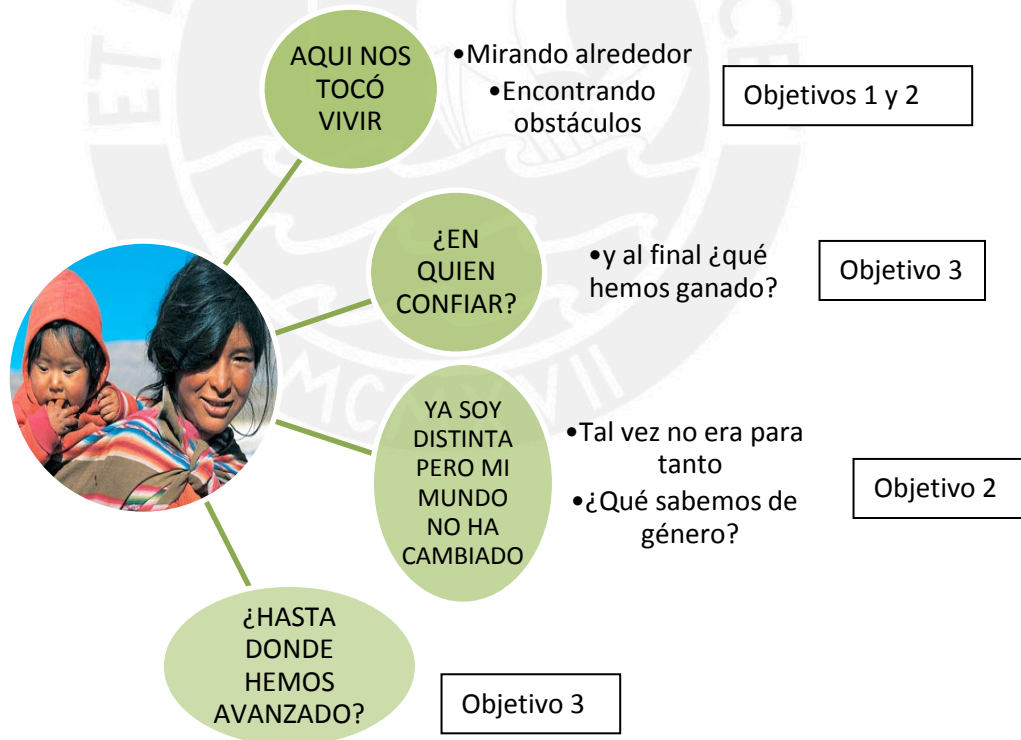 AQUI NOS
TOCÓ
VIVIR
•Mirando alrededor
•Encontrando
obstáculos
Objetivos 1 y 2
¿EN
QUIEN
CONFIAR?
•y al final ¿qué
hemos ganado?
Objetivo 3
YA SOY
DISTINTA
PERO MI
MUNDO
NO HA
CAMBIADO
•Tal vez no era para
tanto
•¿Qué sabemos de
género?
Objetivo 2
¿HASTA
DONDE
HEMOS
AVANZADO?
Objetivo 3
ET
MCMXVII